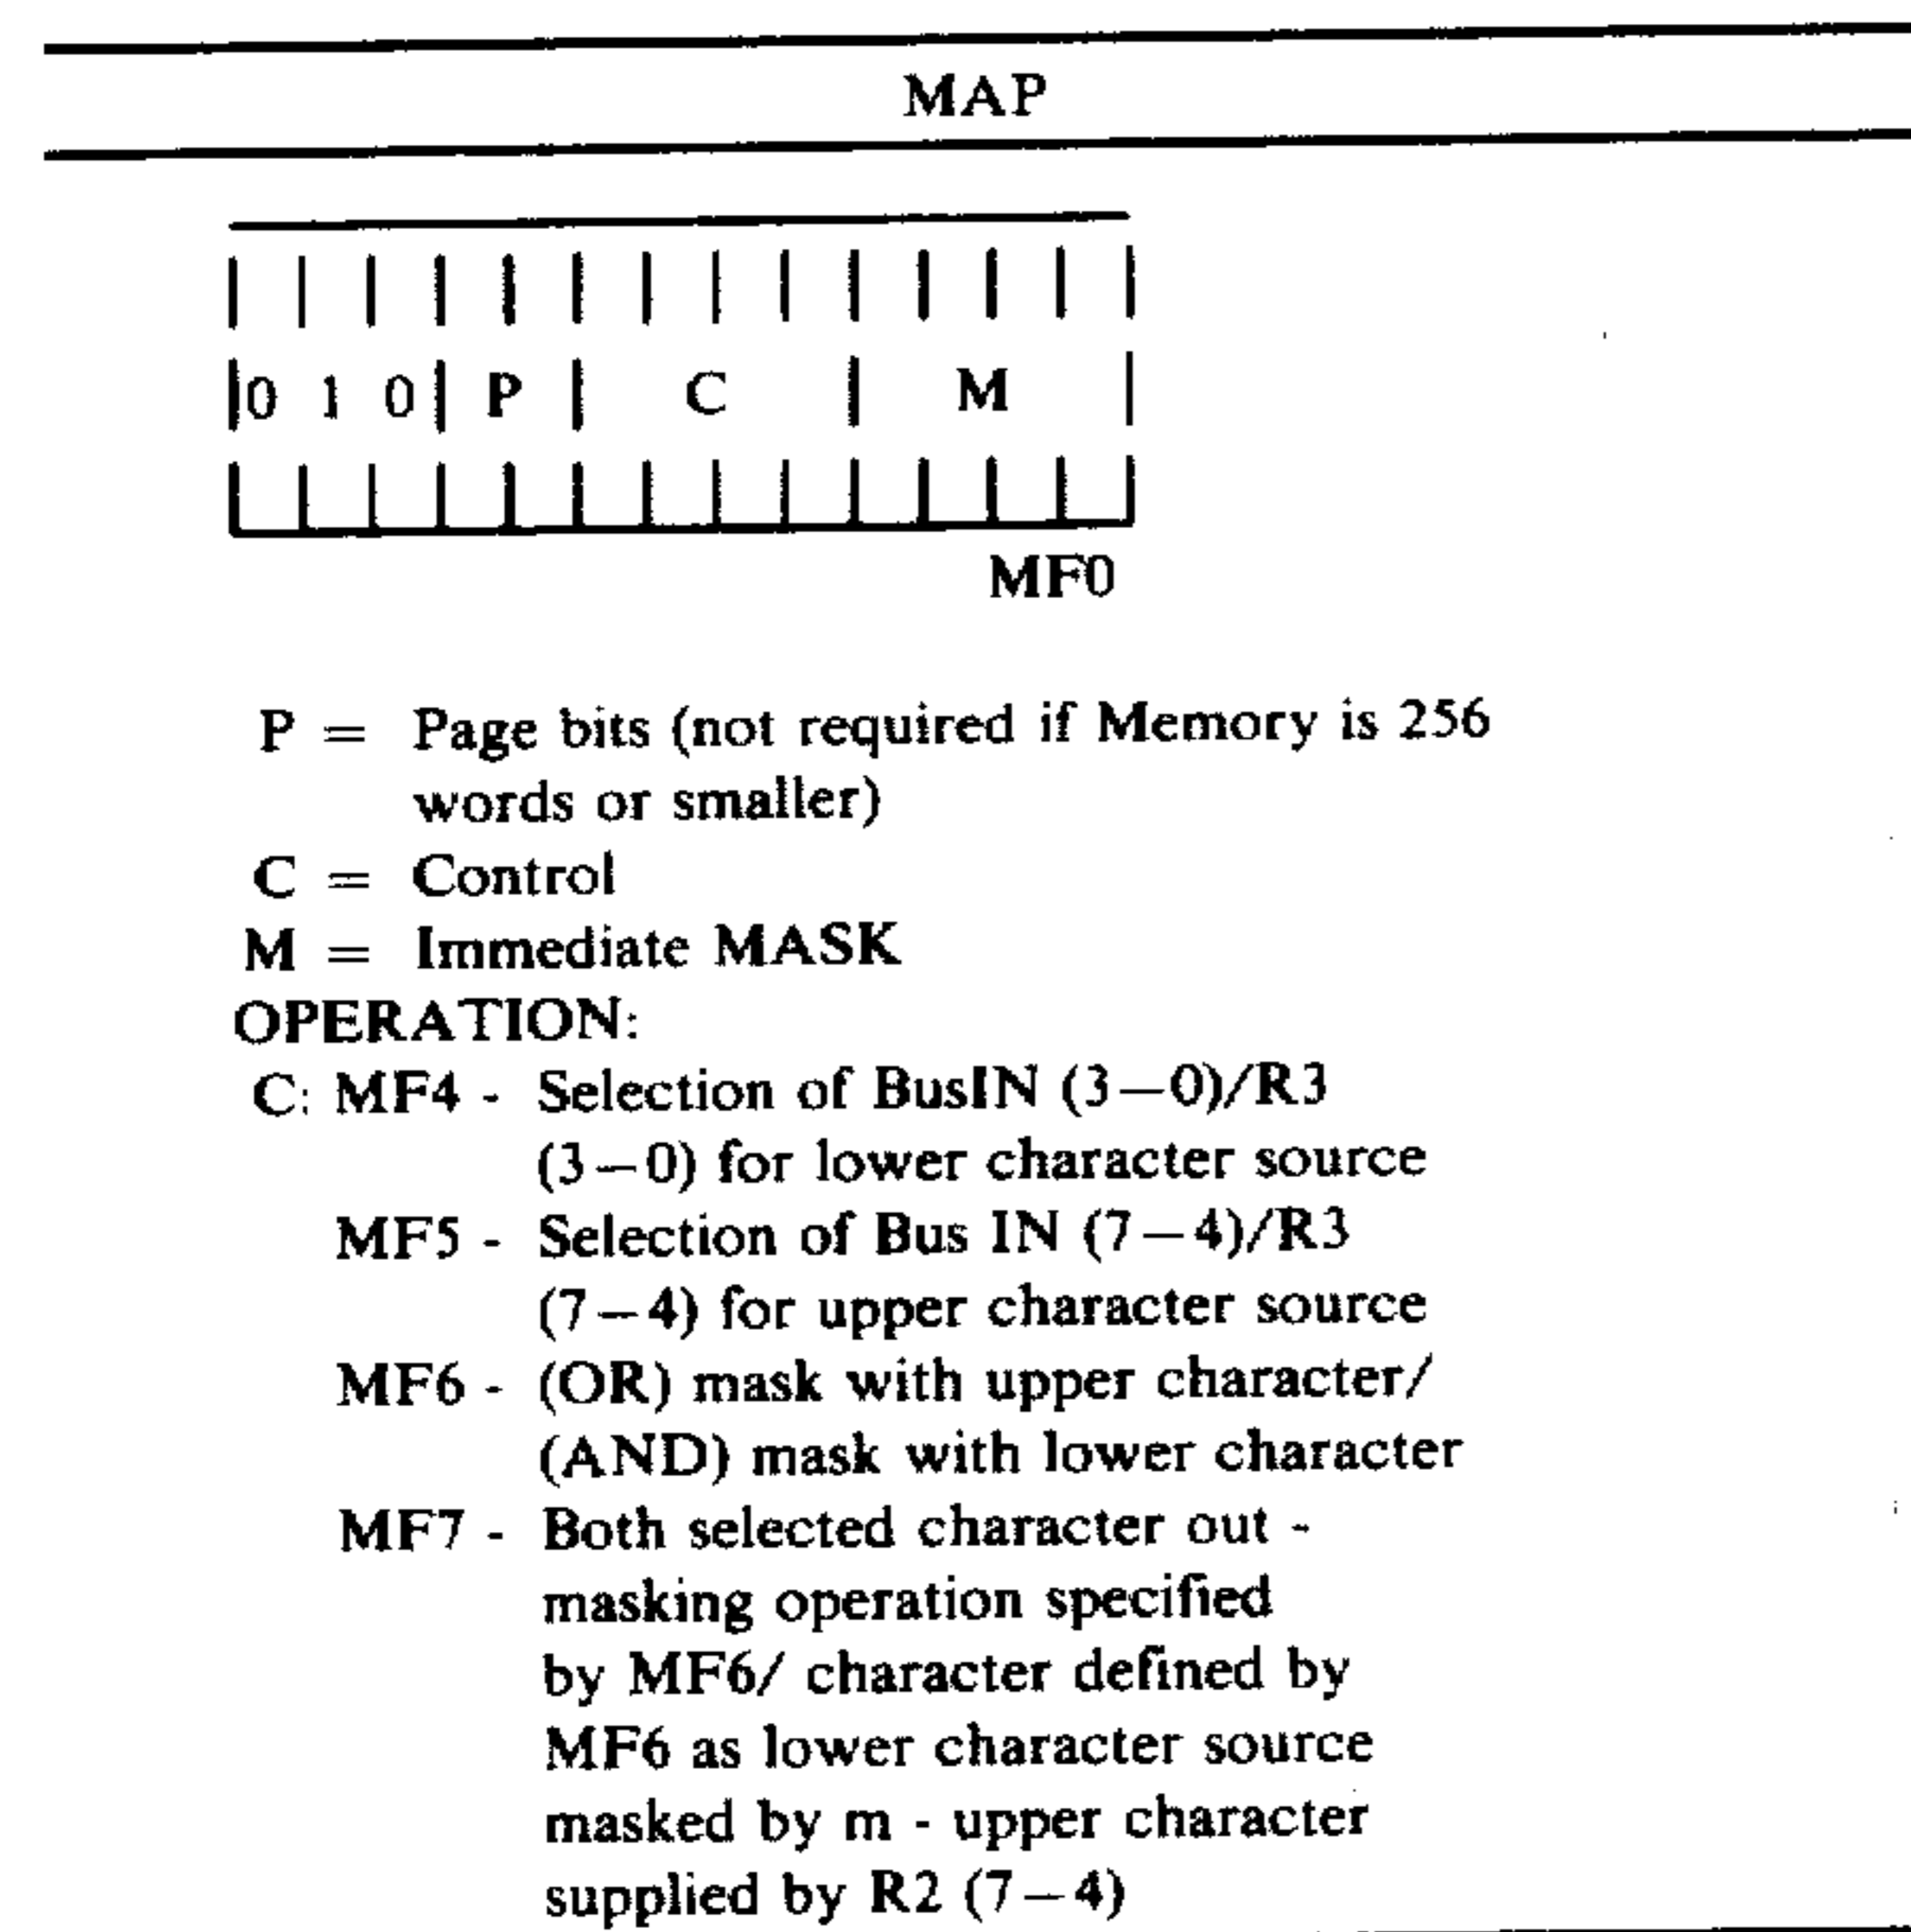 MAP
0 1 0 P C M
MF0
P = Page bits (not required if Memory is 256
words or smaller)
C = Control
M = Immediate MASK
OPERATION:
C: MF4 - Selection of BusIN (3—0)/R3
(3—0) for lower character source
MF5 - Selection of Bus IN (7—4)/R3
(7—4) for upper character source
MF6 - (OR) mask with upper character/
(AND) mask with lower character
MF7 - Both selected character out -
masking operation specified
by MF6/ character defined by
MF6 as lower character source
masked by m - upper character
supplied by R2 (7—4)